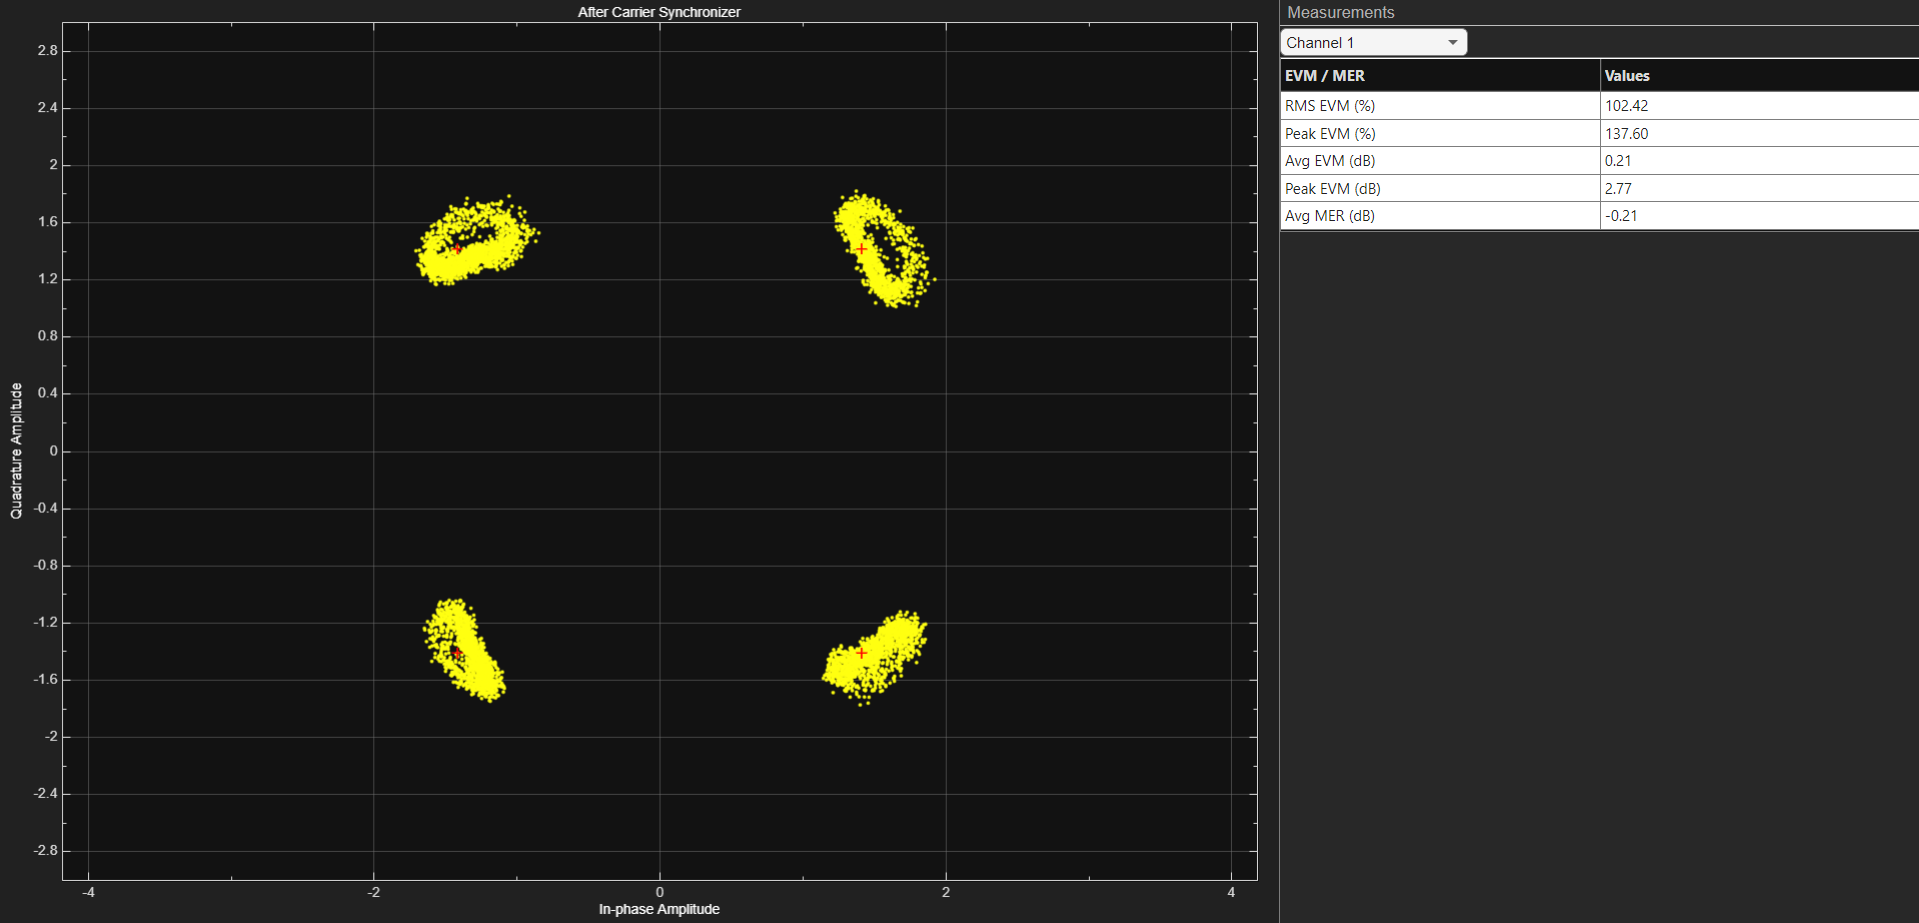 After Carrier Synchronizer
2.8
2.4
2
1.6
1.2
0.8
0.4
0
-0.4
-0.8
-1.2
-1.6
-2
-2.4
-2.8
Quadrature Amplitude
-4
-2
0
2
4
In-phase Amplitude
Measurements
Channel 1
EVM / MER Values
RMS EVM (%) 102.42
Peak EVM (%) 137.60
Avg EVM (dB) 0.21
Peak EVM (dB) 2.77
Avg MER (dB) -0.21